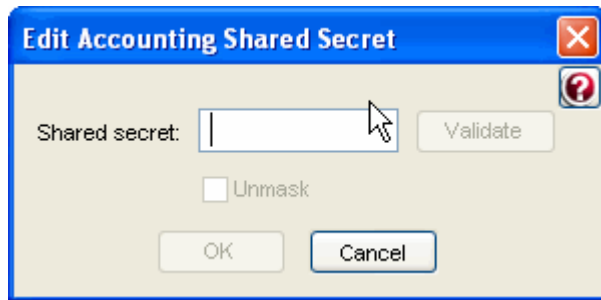 Edit Accounting Shared Secret
Shared secret: Validate
Unmask
OK Cancel